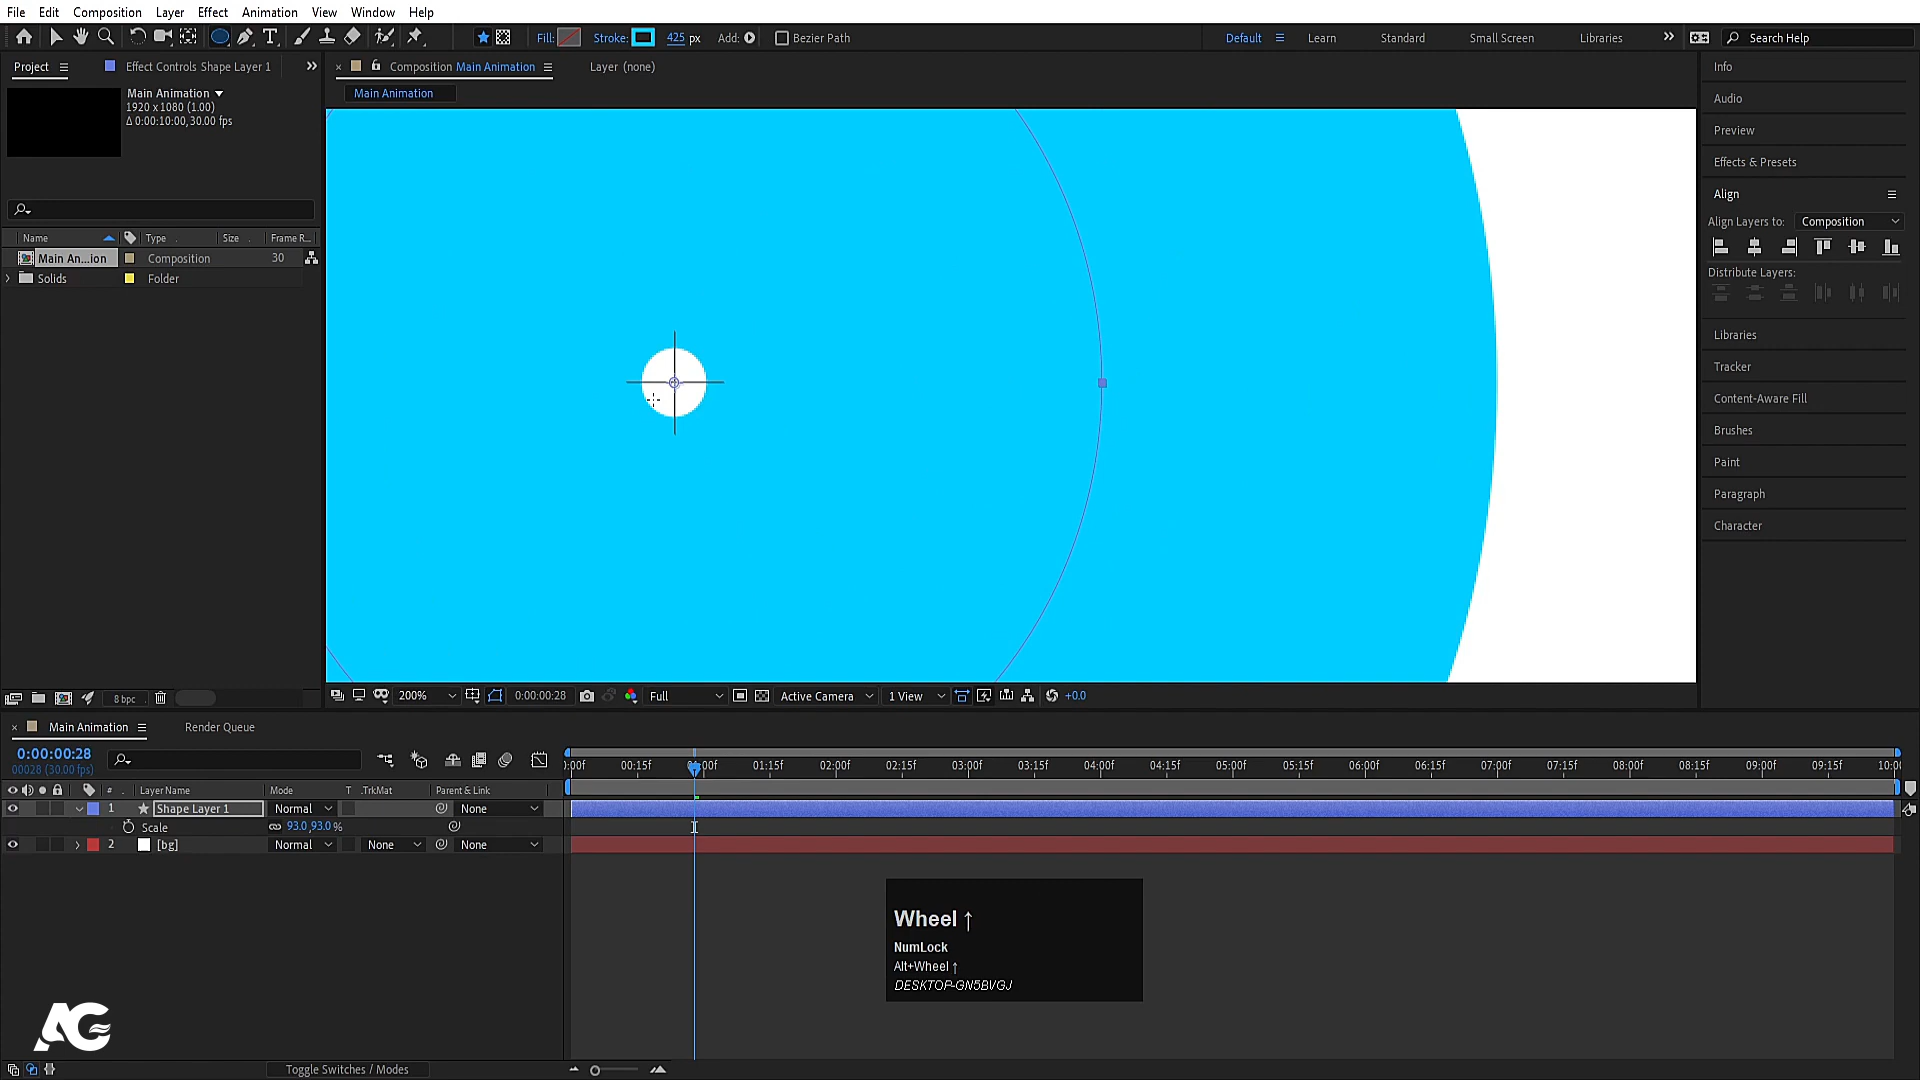 File Edit Composition Layer Effect Animation View Window Help
Fill: Stroke: 425 px Add: Bezier Path Default Learn Standard Small Screen Libraries Search Help
Project Effect Controls Shape Layer 1 Composition Main Animation Layer (none)
Main Animation
1920 x 1080 (1.00)
Δ 0:00:10:00, 30.00 fps
Main Animation
Name Type Size Frame R...
Main An...ion Composition 30
Solids Folder
8 bpc
200% 0:00:00:28 Full Active Camera 1 View +0.0
Info
Audio
Preview
Effects & Presets
Align
Align Layers to: Composition
Distribute Layers:
Libraries
Tracker
Content-Aware Fill
Brushes
Paint
Paragraph
Character
Main Animation Render Queue
0:00:00:28
00028 (30.00 fps)
):00f 00:15f 01:15f 02:00f 02:15f 03:00f 03:15f 04:00f 04:15f 05:00f 05:15f 06:00f 06:15f 07:00f 07:15f 08:00f 08:15f 09:00f 09:15f
# Layer Name Mode T .TrkMat Parent & Link
1 Shape Layer 1 Normal None
Scale 93.0,93.0%
2 [bg] Normal None None
Wheel ↑
NumLock
Alt+Wheel ↑
DESKTOP-GN5BVGJ
AG
Toggle Switches / Modes